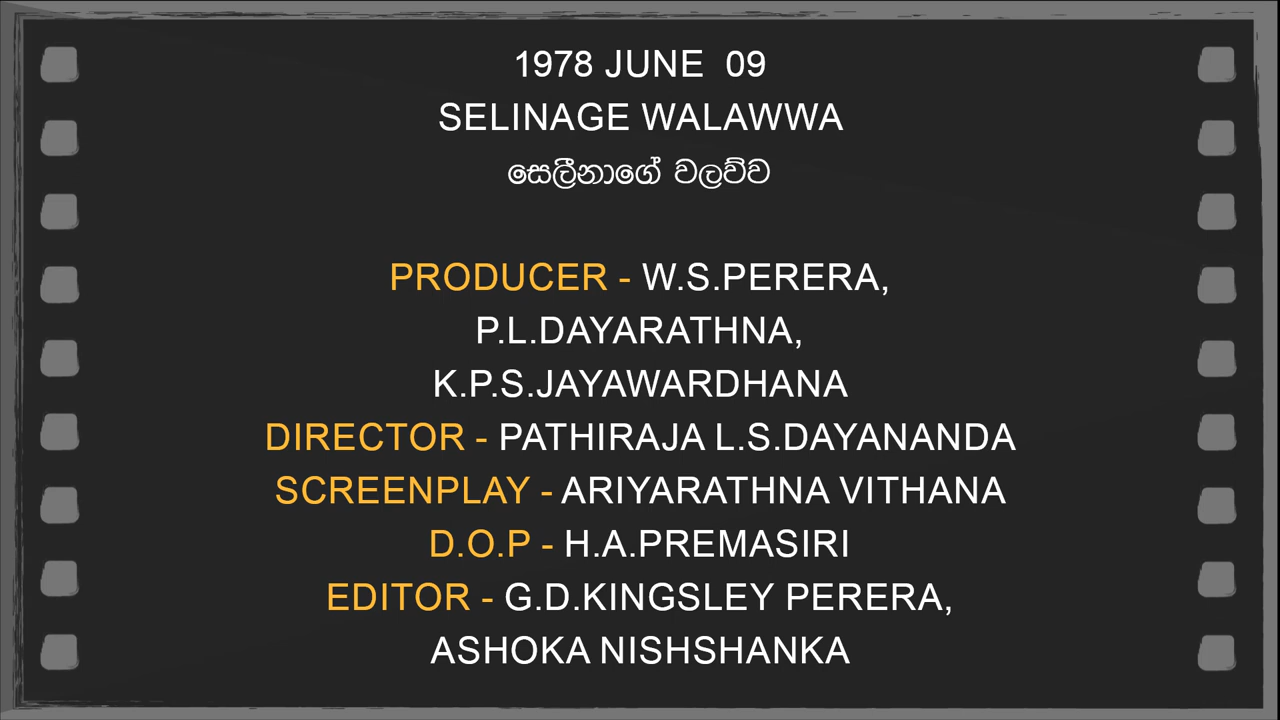 1978 JUNE 09
SELINAGE WALAWWA
සෙලීනාගේ වලව්ව
PRODUCER - W.S.PERERA,
P.L.DAYARATHNA,
K.P.S.JAYAWARDHANA
DIRECTOR - PATHIRAJA L.S.DAYANANDA
SCREENPLAY - ARIYARATHNA VITHANA
D.O.P - H.A.PREMASIRI
EDITOR - G.D.KINGSLEY PERERA,
ASHOKA NISHSHANKA